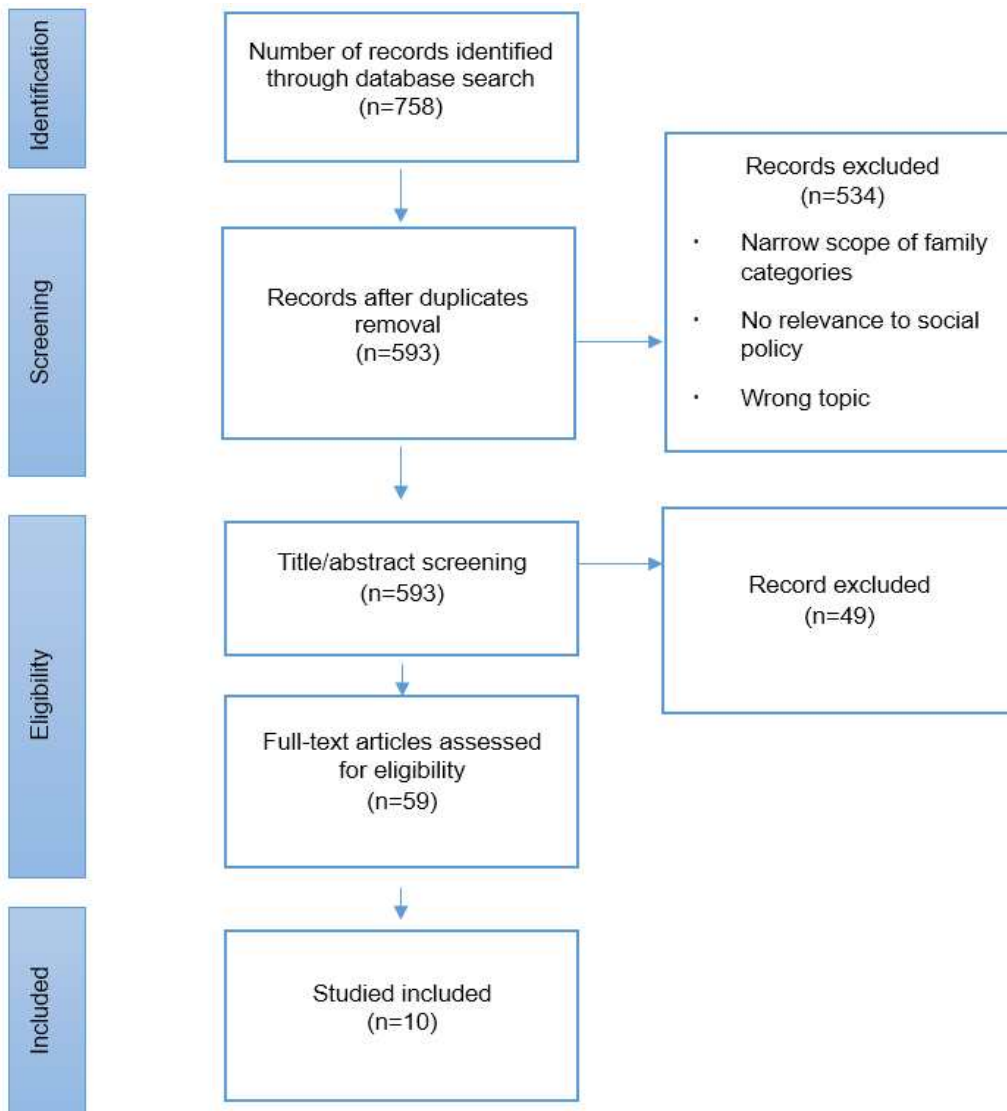 Identification
Number of records identified
through database search
(n=758)
Screening
Records after duplicates
removal
(n=593)
Records excluded
(n=534)
· Narrow scope of family
categories
· No relevance to social
policy
· Wrong topic
Eligibility
Title/abstract screening
(n=593)
Record excluded
(n=49)
Full-text articles assessed
for eligibility
(n=59)
Included
Studied included
(n=10)